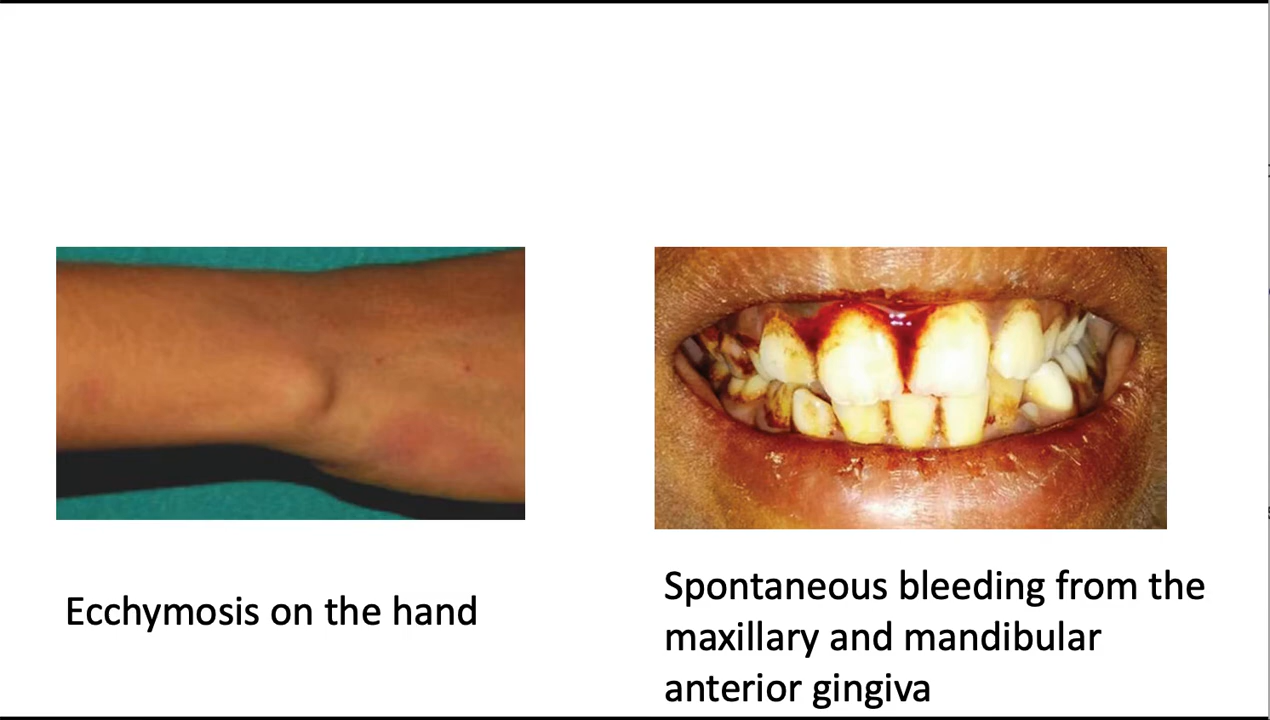 Ecchymosis on the hand
Spontaneous bleeding from the
maxillary and mandibular
anterior gingiva